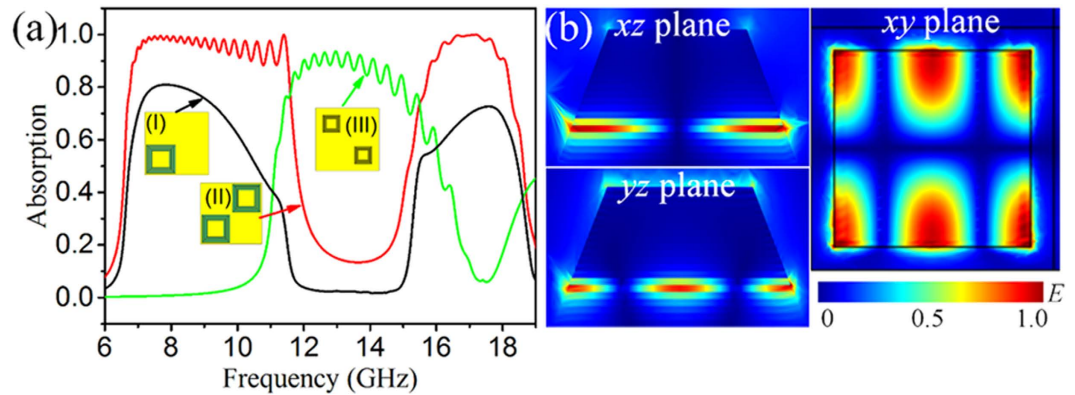 (a)
1.0
0.8
0.6
0.4
0.2
0.0
Absorption
(I)
(II)
(III)
6 8 10 12 14 16 18
Frequency (GHz)
(b)
xz plane
yz plane
xy plane
E
0 0.5 1.0